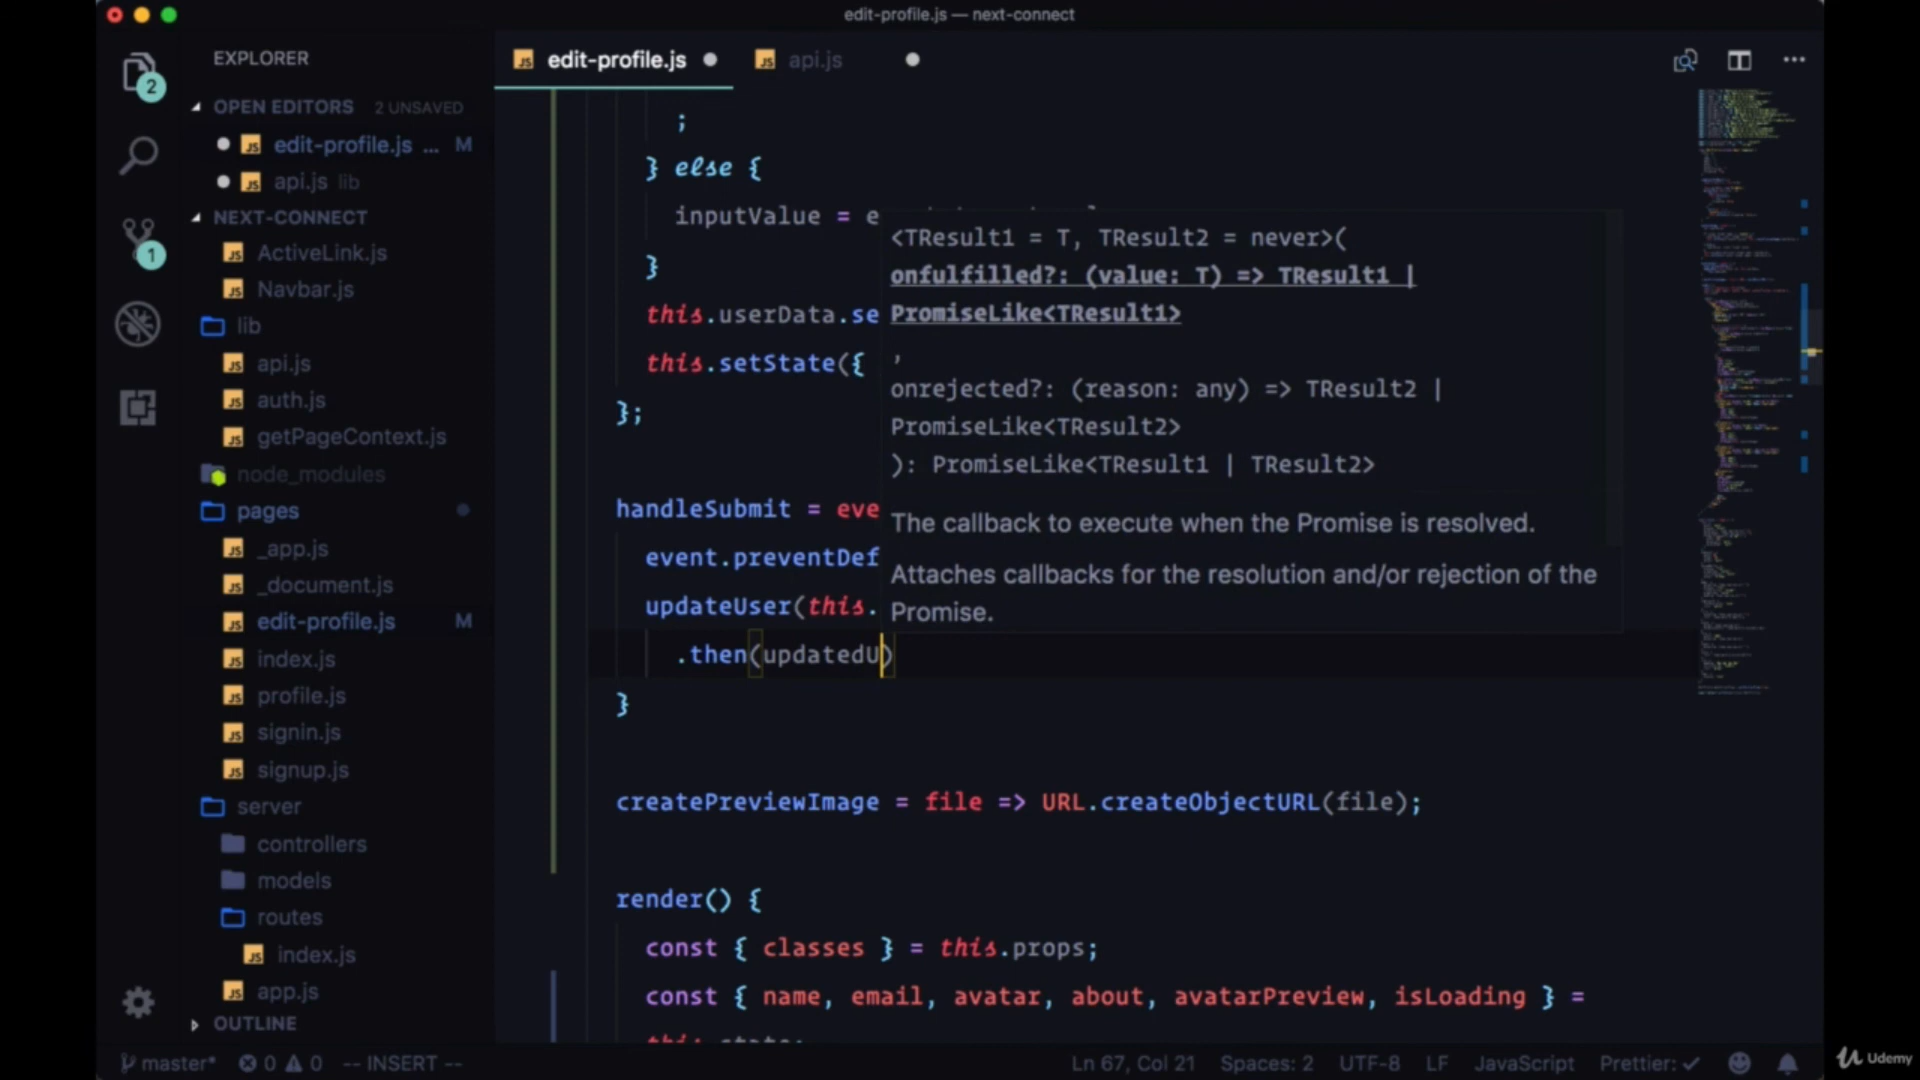 edit-profile.js — next-connect
EXPLORER
OPEN EDITORS 2 UNSAVED
edit-profile.js ... M
api.js lib
NEXT-CONNECT
ActiveLink.js
Navbar.js
lib
api.js
auth.js
getPageContext.js
node_modules
pages
_app.js
_document.js
edit-profile.js M
index.js
profile.js
signin.js
signup.js
server
controllers
models
routes
index.js
app.js
OUTLINE
2
1
edit-profile.js
api.js
;
} else {
inputValue = e
}
this.userData.se
this.setState({
};
handleSubmit = eve
event.preventDef
updateUser(this.
.then(updatedU)
}
createPreviewImage = file => URL.createObjectURL(file);
render() {
const { classes } = this.props;
const { name, email, avatar, about, avatarPreview, isLoading } =
this.state;
<TResult1 = T, TResult2 = never>(
onfulfilled?: (value: T) => TResult1 |
PromiseLike<TResult1>
,
onrejected?: (reason: any) => TResult2 |
PromiseLike<TResult2>
): PromiseLike<TResult1 | TResult2>
The callback to execute when the Promise is resolved.
Attaches callbacks for the resolution and/or rejection of the
Promise.
master* 0 0 -- INSERT --
Ln 67, Col 21 Spaces: 2 UTF-8 LF JavaScript Prettier: ✓
Udemy